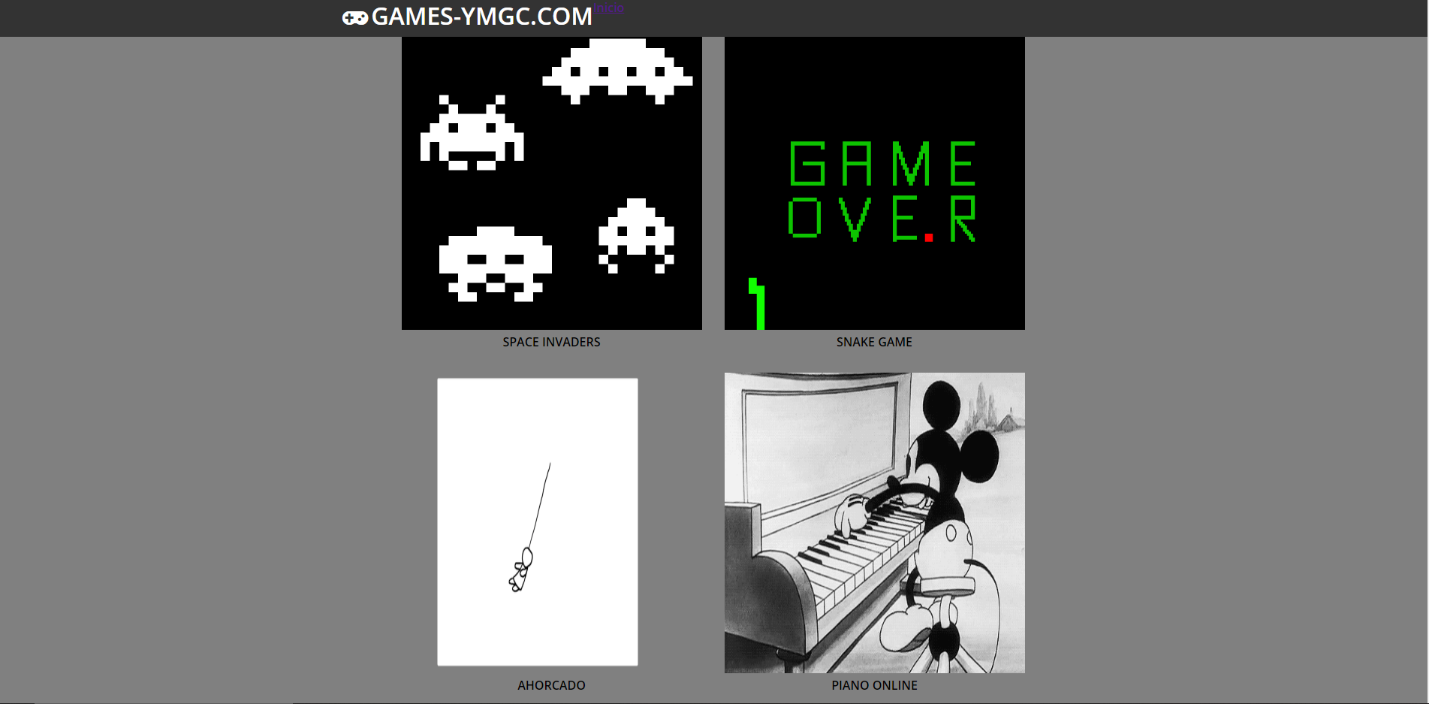 GAMES-YMGC.COM
GAME
OVER
SPACE INVADERS
SNAKE GAME
AHORCADO
PIANO ONLINE